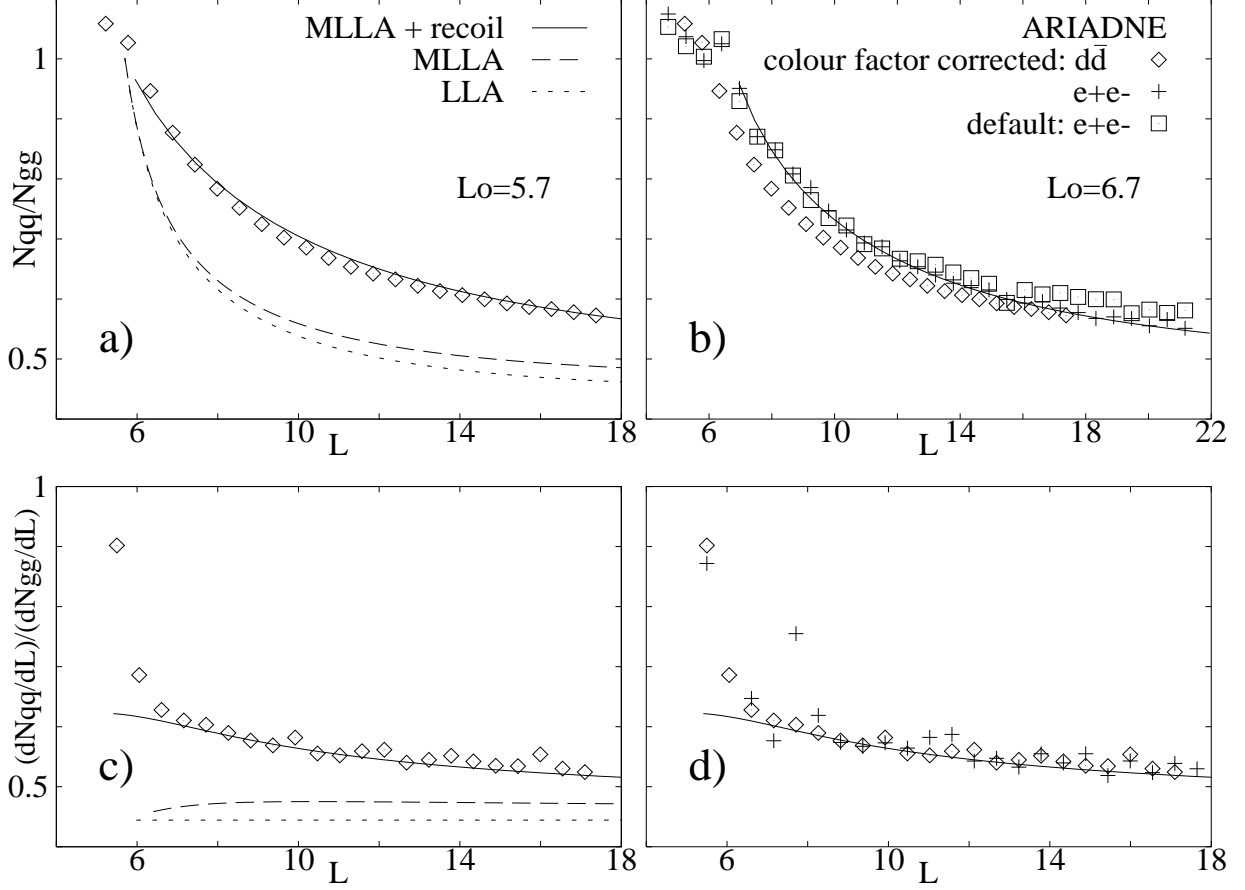 MLLA + recoil
MLLA
LLA
Lo=5.7
a)
Nqq/Ngg
1
0.5
6 10 14 18
L
ARIADNE
colour factor corrected: dd̄
e+e-
default: e+e-
Lo=6.7
b)
6 10 14 18 22
L
(dNqq/dL)/(dNgg/dL)
1
0.5
c)
6 10 14 18
L
d)
6 10 14 18
L